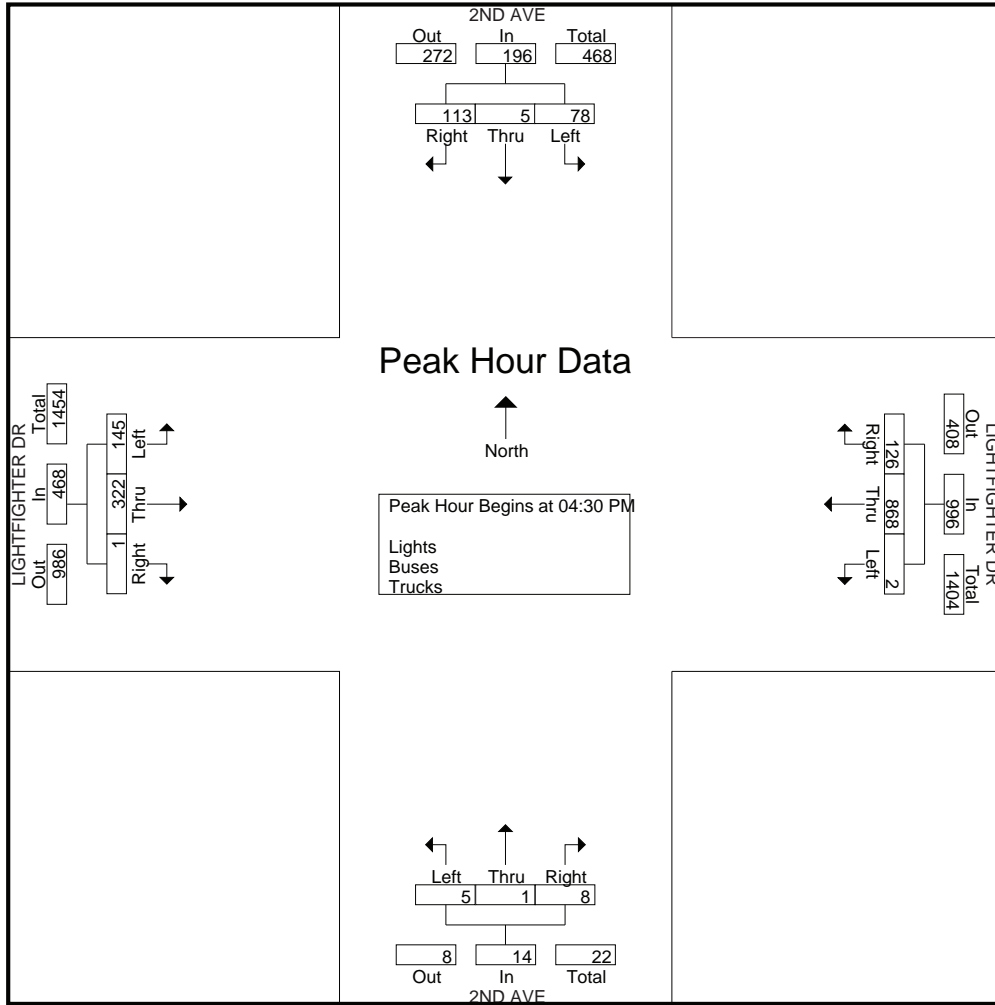 2ND AVE
Out In Total
272 196 468
113 5 78
Right Thru Left
Peak Hour Data
North
Peak Hour Begins at 04:30 PM
Lights
Buses
Trucks
LIGHTFIGHTER DR
Total In Out
1454 468 986
145 322 1
Left Thru Right
LIGHTFIGHTER DR
Out In Total
408 996 1404
126 868 2
Right Thru Left
Left Thru Right
5 1 8
8 14 22
Out In Total
2ND AVE